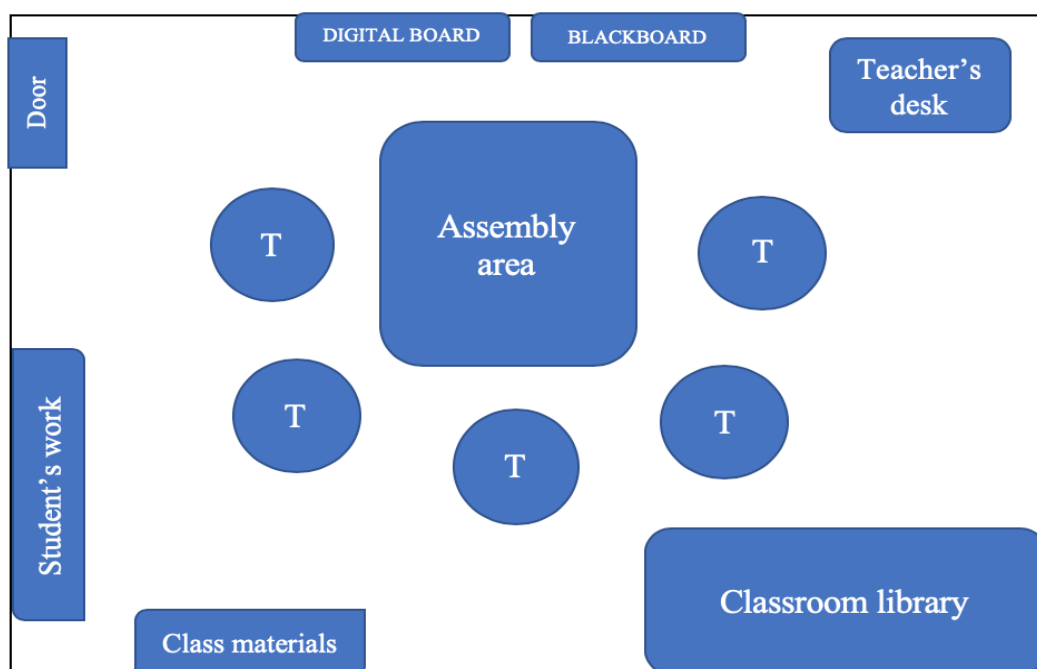 DIGITAL BOARD
BLACKBOARD
Door
Teacher’s
desk
Assembly
area
T
T
T
T
T
Student’s work
Classroom library
Class materials